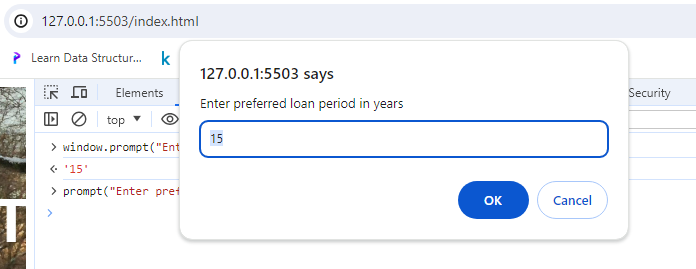 127.0.0.1:5503/index.html
Learn Data Structur...
k
127.0.0.1:5503 says
Enter preferred loan period in years
15
OK
Cancel
Elements
Security
top
window.prompt("Ent
'15'
prompt("Enter pref
T